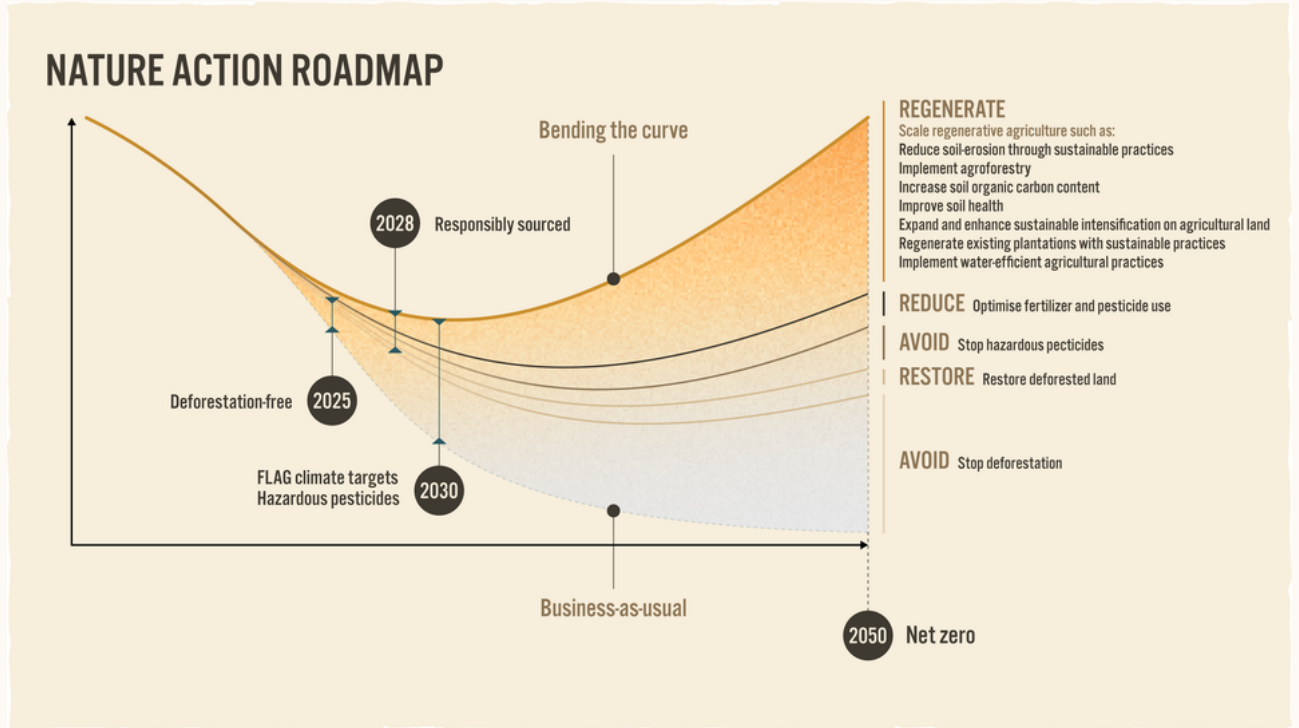 NATURE ACTION ROADMAP
Bending the curve
2028 Responsibly sourced
Deforestation-free 2025
FLAG climate targets
Hazardous pesticides
2030
Business-as-usual
2050 Net zero
REGENERATE
Scale regenerative agriculture such as:
Reduce soil-erosion through sustainable practices
Implement agroforestry
Increase soil organic carbon content
Improve soil health
Expand and enhance sustainable intensification on agricultural land
Regenerate existing plantations with sustainable practices
Implement water-efficient agricultural practices
REDUCE Optimise fertilizer and pesticide use
AVOID Stop hazardous pecticides
RESTORE Restore deforested land
AVOID Stop deforestation